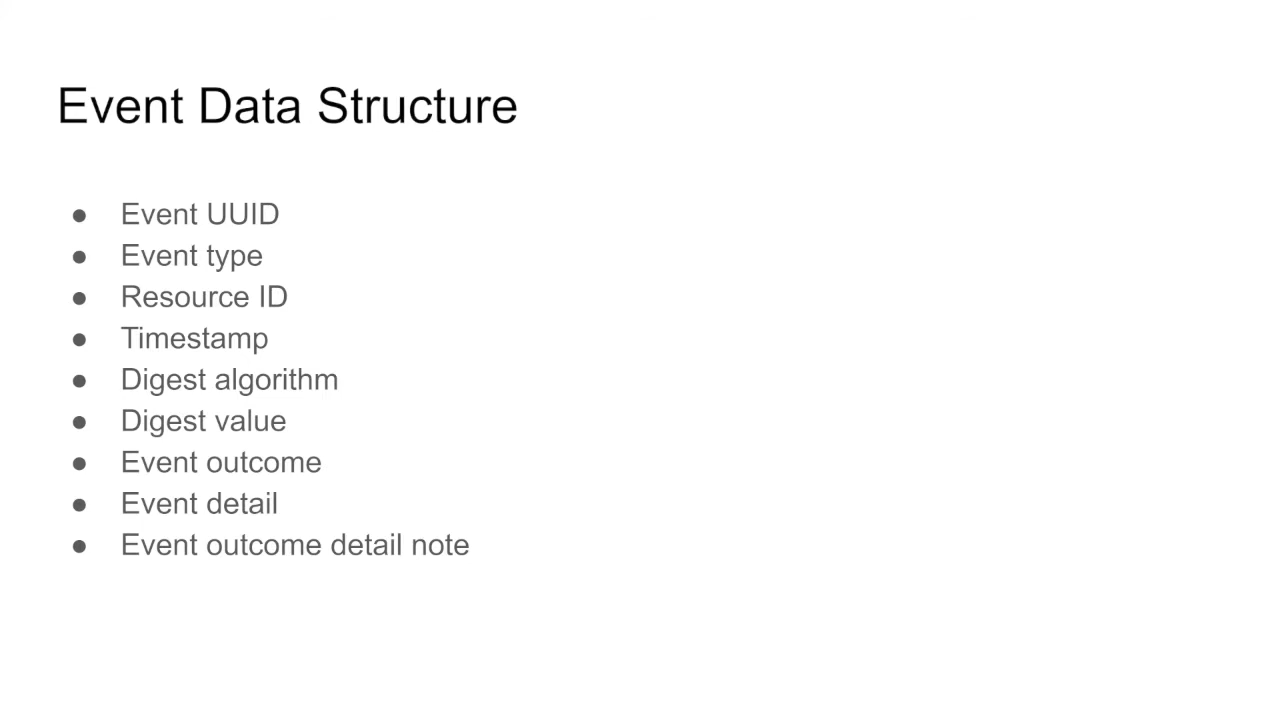 Event Data Structure
● Event UUID
● Event type
● Resource ID
● Timestamp
● Digest algorithm
● Digest value
● Event outcome
● Event detail
● Event outcome detail note